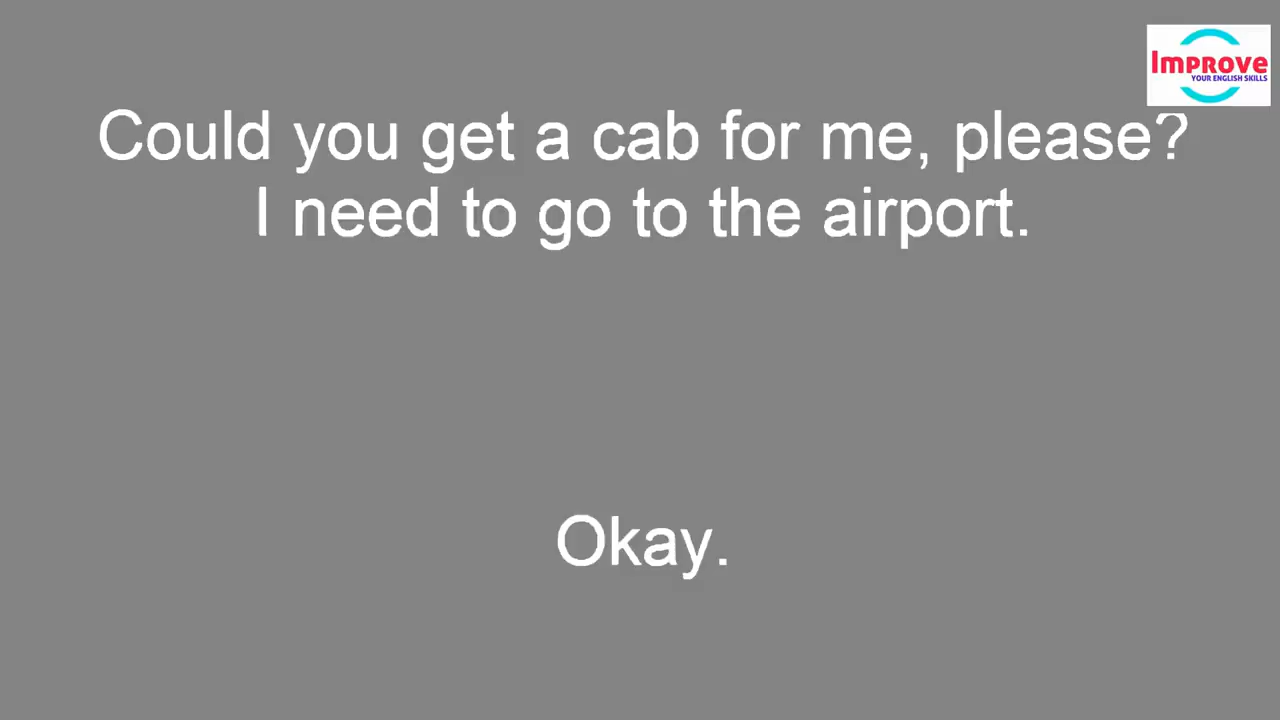 Improve
YOUR ENGLISH SKILLS
Could you get a cab for me, please?
I need to go to the airport.
Okay.